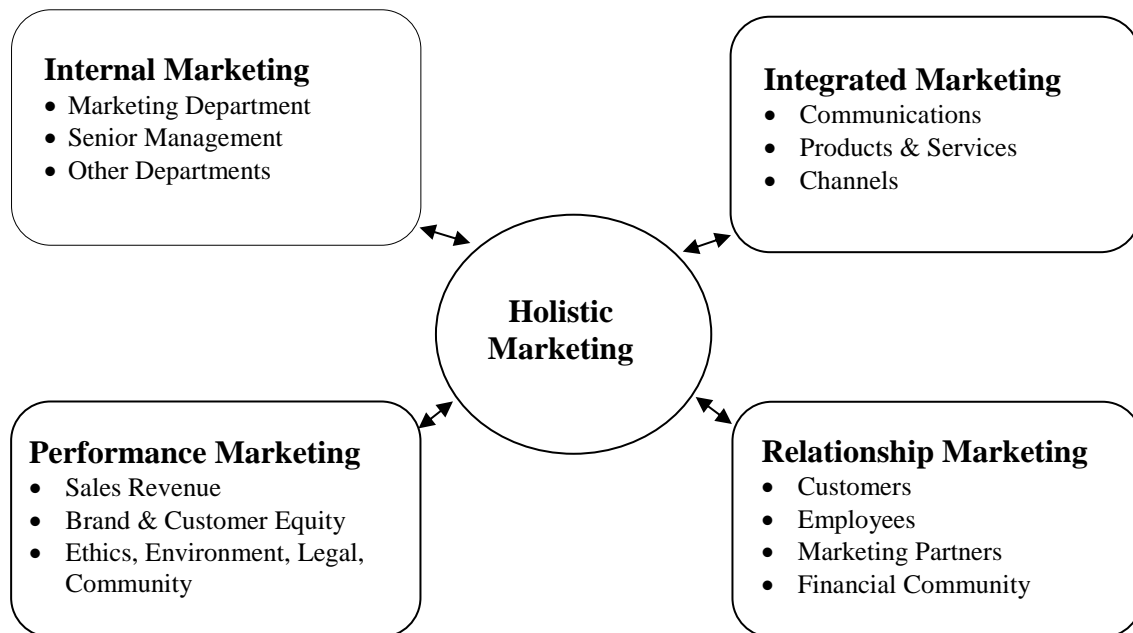 Internal Marketing
• Marketing Department
• Senior Management
• Other Departments
Integrated Marketing
• Communications
• Products & Services
• Channels
Holistic
Marketing
Performance Marketing
• Sales Revenue
• Brand & Customer Equity
• Ethics, Environment, Legal,
Community
Relationship Marketing
• Customers
• Employees
• Marketing Partners
• Financial Community